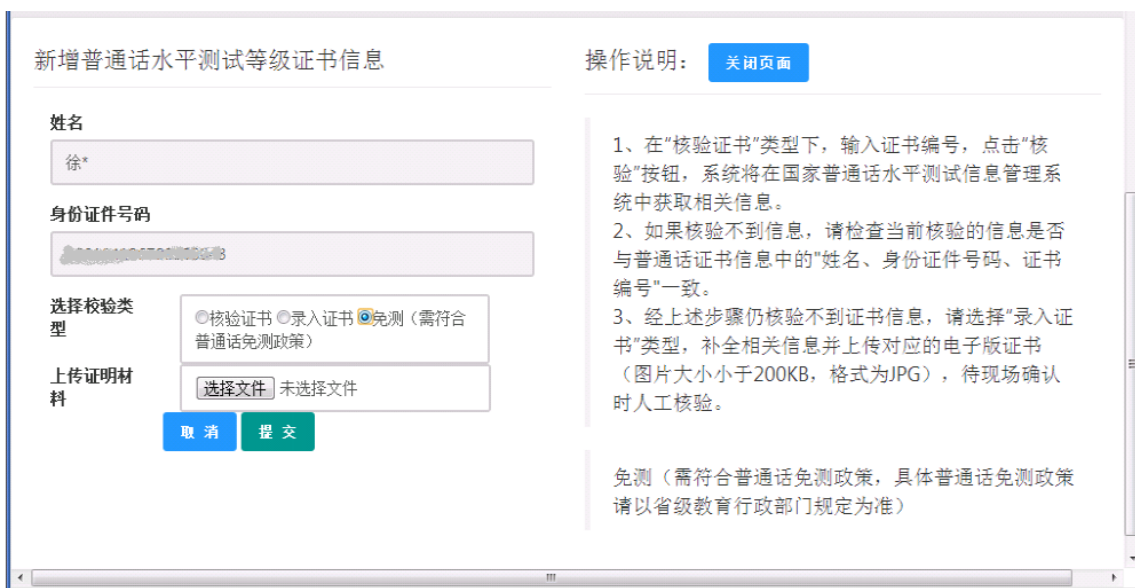 新增普通话水平测试等级证书信息
操作说明：
关闭页面
姓名
徐*
身份证件号码
选择校验类
型
核验证书 录入证书 免测（需符合
普通话免测政策）
上传证明材
料
选择文件 未选择文件
取 消
提 交
1、在“核验证书”类型下，输入证书编号，点击“核
验”按钮，系统将在国家普通话水平测试信息管理系
统中获取相关信息。
2、如果核验不到信息，请检查当前核验的信息是否
与普通话证书信息中的"姓名、身份证件号码、证书
编号"一致。
3、经上述步骤仍核验不到证书信息，请选择“录入证
书”类型，补全相关信息并上传对应的电子版证书
（图片大小小于200KB，格式为JPG），待现场确认
时人工核验。
免测（需符合普通话免测政策，具体普通话免测政策
请以省级教育行政部门规定为准）